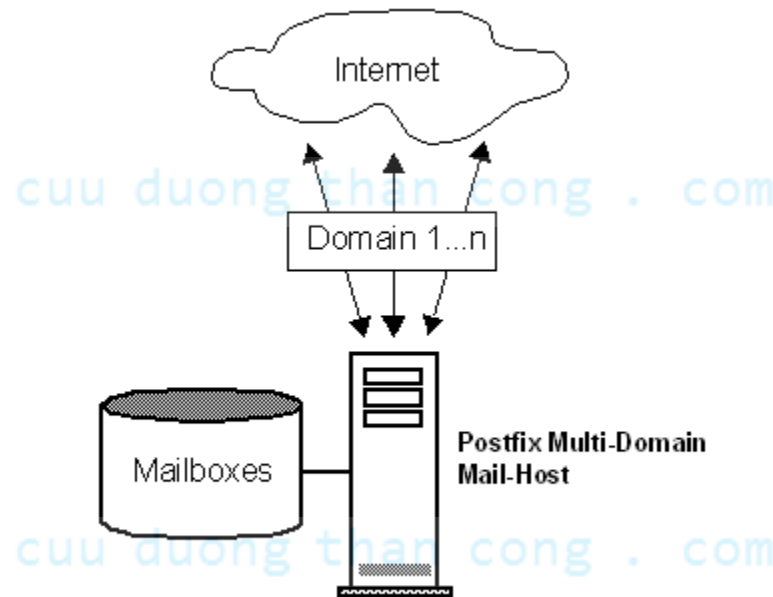 Internet
cuu duong than cong . com
Domain 1...n
Postfix Multi-Domain
Mail-Host
Mailboxes
cuu duong than cong . com